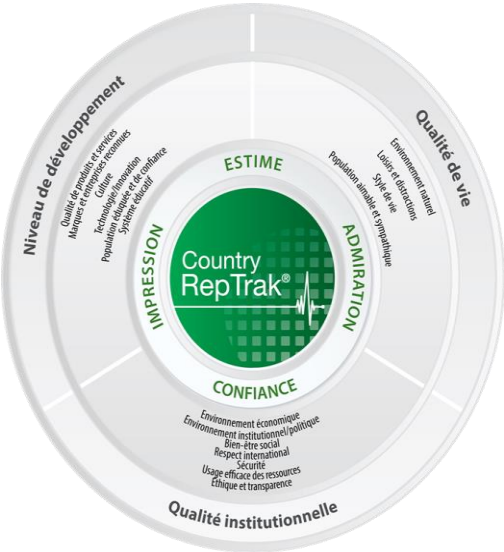 Niveau de développement
Qualité de produits et services
Marques et entreprises reconnues
Culture
Technologie/Innovation
Population éduquée et de confiance
Système éducatif
Qualité de vie
Environnement naturel
Loisirs et distractions
Style de vie
Population aimable et sympathique
ESTIME
IMPRESSION
ADMIRATION
Country
RepTrak®
CONFIANCE
Environnement économique
Environnement institutionnel/politique
Bien-être social
Respect international
Sécurité
Usage efficace des ressources
Éthique et transparence
Qualité institutionnelle